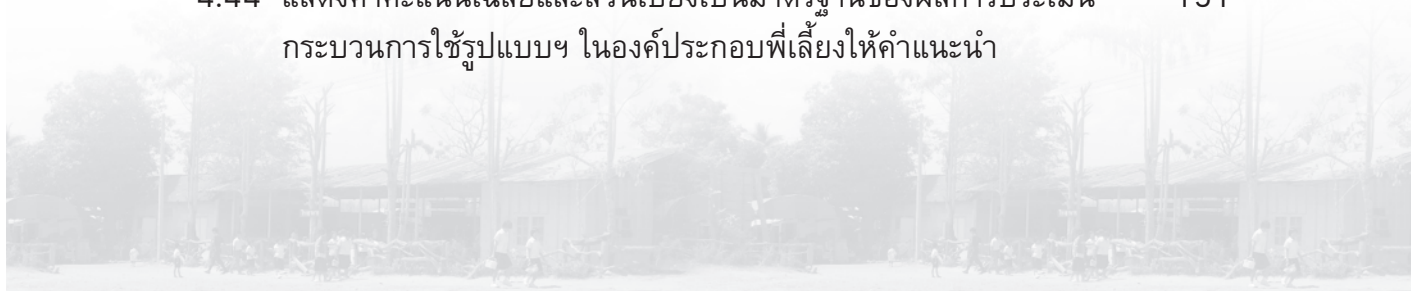 4.44 แสดงค่าคะแนนเฉลี่ยและส่วนเบี่ยงเบนมาตรฐานของผลการประเมิน 151
กระบวนการใช้รูปแบบฯ ในองค์ประกอบพี่เลี้ยงให้คำแนะนำ